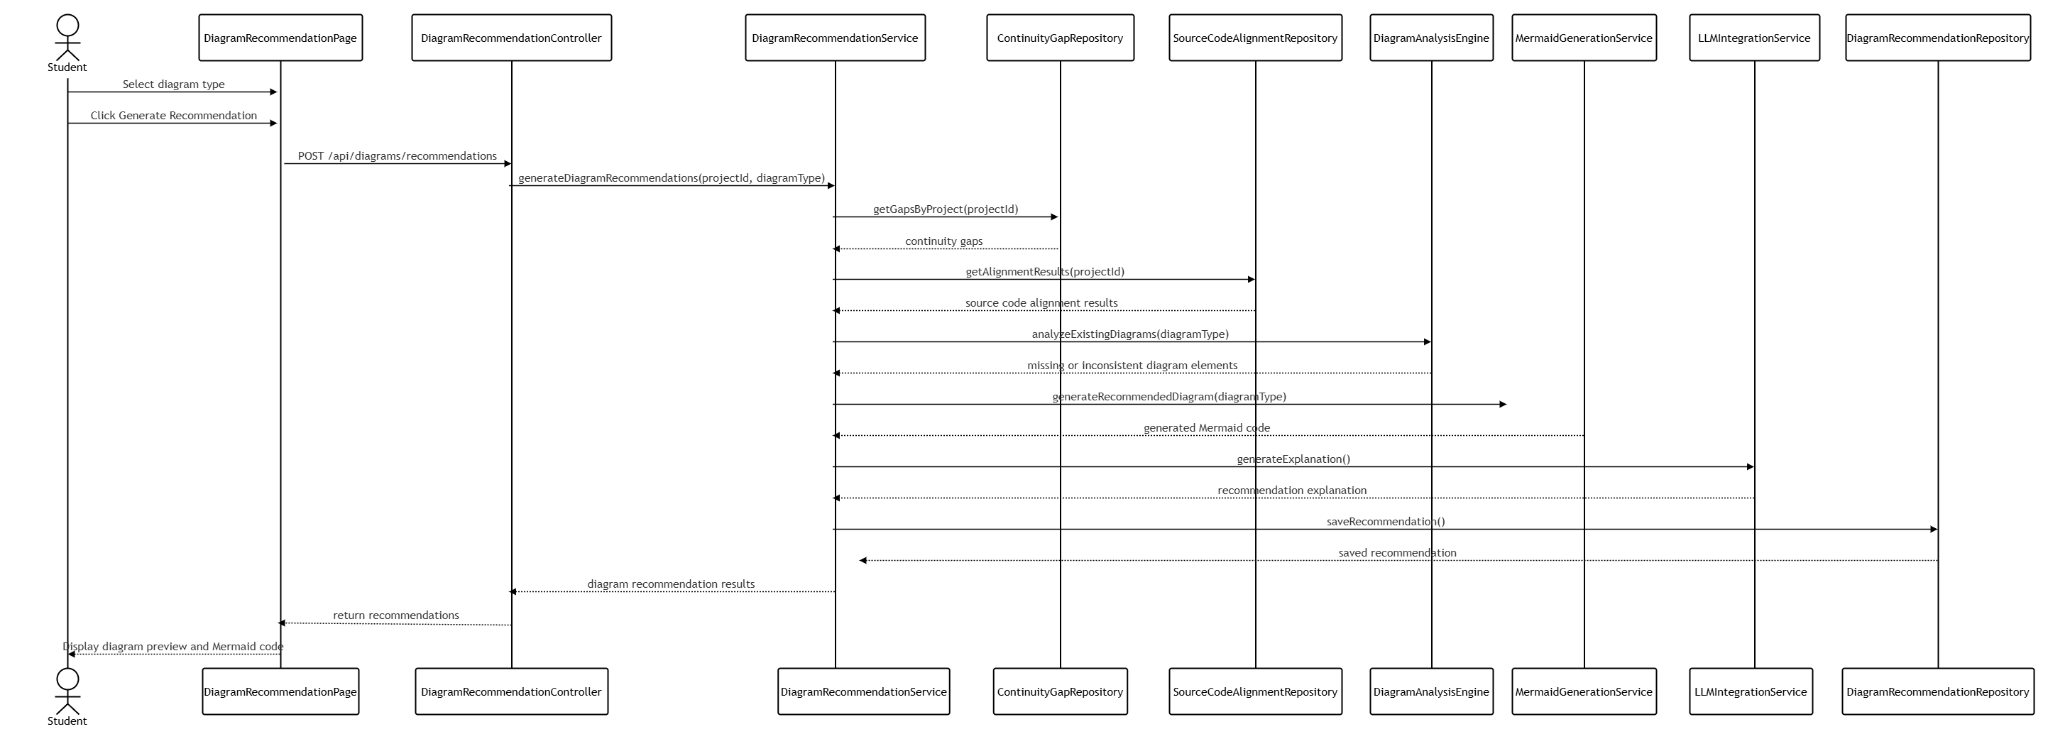 Student
DiagramRecommendationPage
DiagramRecommendationController
DiagramRecommendationService
ContinuityGapRepository
SourceCodeAlignmentRepository
DiagramAnalysisEngine
MermaidGenerationService
LLMIntegrationService
DiagramRecommendationRepository
Select diagram type
Click Generate Recommendation
POST /api/diagrams/recommendations
generateDiagramRecommendations(projectId, diagramType)
getGapsByProject(projectId)
continuity gaps
getAlignmentResults(projectId)
source code alignment results
analyzeExistingDiagrams(diagramType)
missing or inconsistent diagram elements
generateRecommendedDiagram(diagramType)
generated Mermaid code
generateExplanation()
recommendation explanation
saveRecommendation()
saved recommendation
diagram recommendation results
return recommendations
Display diagram preview and Mermaid code
Student
DiagramRecommendationPage
DiagramRecommendationController
DiagramRecommendationService
ContinuityGapRepository
SourceCodeAlignmentRepository
DiagramAnalysisEngine
MermaidGenerationService
LLMIntegrationService
DiagramRecommendationRepository